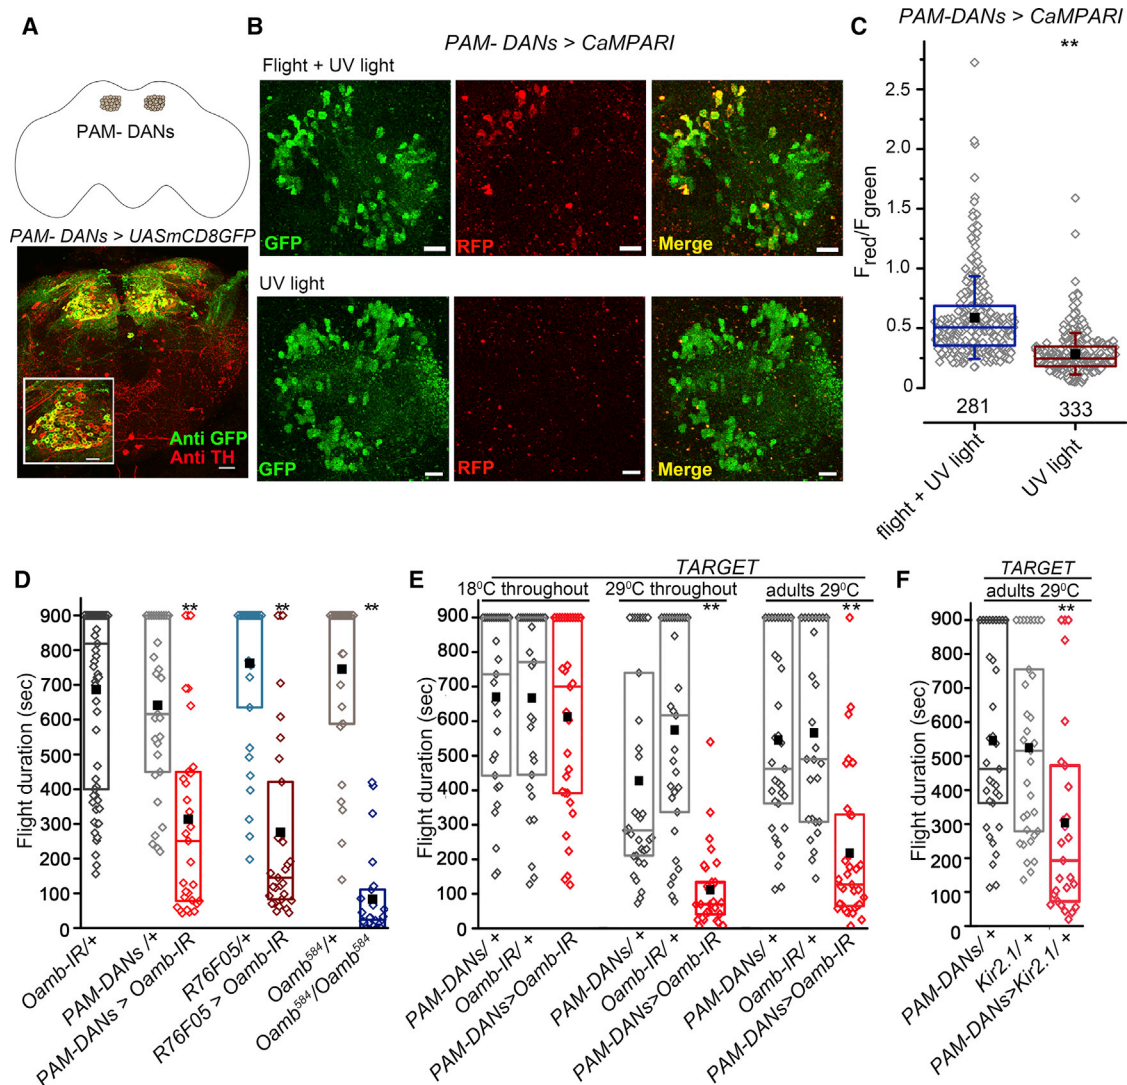 A
PAM- DANs
PAM- DANs > UASmCD8GFP
Anti GFP
Anti TH
B
PAM- DANs > CaMPARI
Flight + UV light
GFP
RFP
Merge
UV light
GFP
RFP
Merge
C
PAM-DANs > CaMPARI
**
F_red/F_green
2.5
2.0
1.5
1.0
0.5
0
281
333
flight + UV light
UV light
D
Flight duration (sec)
900
800
700
600
500
400
300
200
100
0
**
**
**
Oamb-IR/+
PAM-DANs /+
PAM-DANs > Oamb-IR
R76F05/+
R76F05 > Oamb-IR
Oamb⁵⁸⁴/+
Oamb⁵⁸⁴/Oamb⁵⁸⁴
E
TARGET
18⁰C throughout
29⁰C throughout
adults 29⁰C
**
**
Flight duration (sec)
900
800
700
600
500
400
300
200
100
0
PAM-DANs/ +
Oamb-IR/ +
PAM-DANs>Oamb-IR
PAM-DANs/ +
Oamb-IR/ +
PAM-DANs>Oamb-IR
PAM-DANs/ +
Oamb-IR/ +
PAM-DANs>Oamb-IR
F
TARGET
adults 29⁰C
**
Flight duration (sec)
900
800
700
600
500
400
300
200
100
0
PAM-DANs/ +
Kir2.1/ +
PAM-DANs>Kir2.1/ +